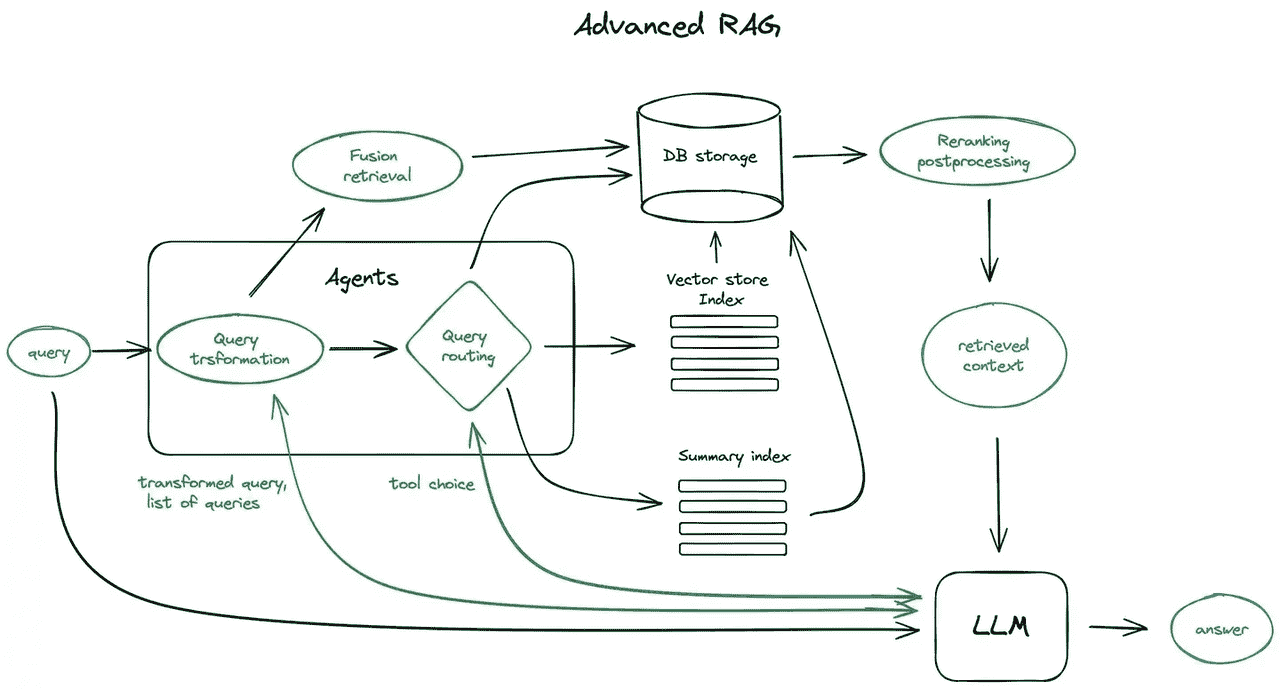 Advanced RAG
Fusion
retrieval
DB storage
Reranking
postprocessing
Agents
Vector store
Index
query
Query
trsformation
Query
routing
retrieved
context
Summary index
transformed query,
list of queries
tool choice
LLM
answer